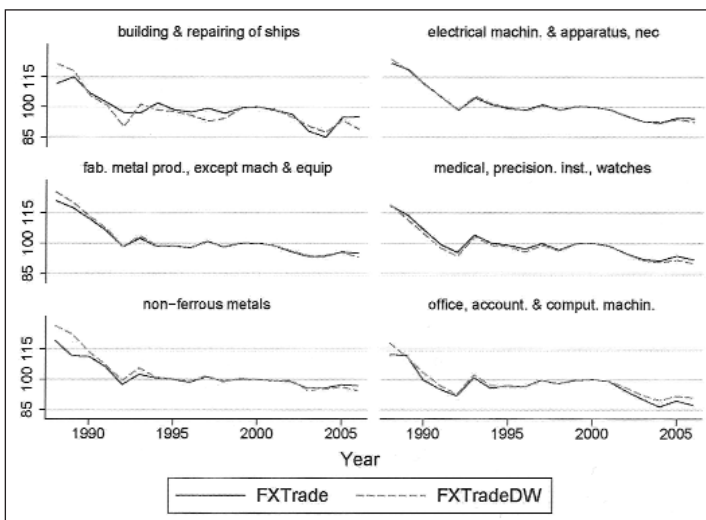 building & repairing of ships
electrical machin. & apparatus, nec
115
100
85
fab. metal prod., except mach & equip
medical, precision. inst., watches
115
100
85
non-ferrous metals
office, account. & comput. machin.
115
100
85
1990 1995 2000 2005 1990 1995 2000 2005
Year
FXTrade FXTradeDW